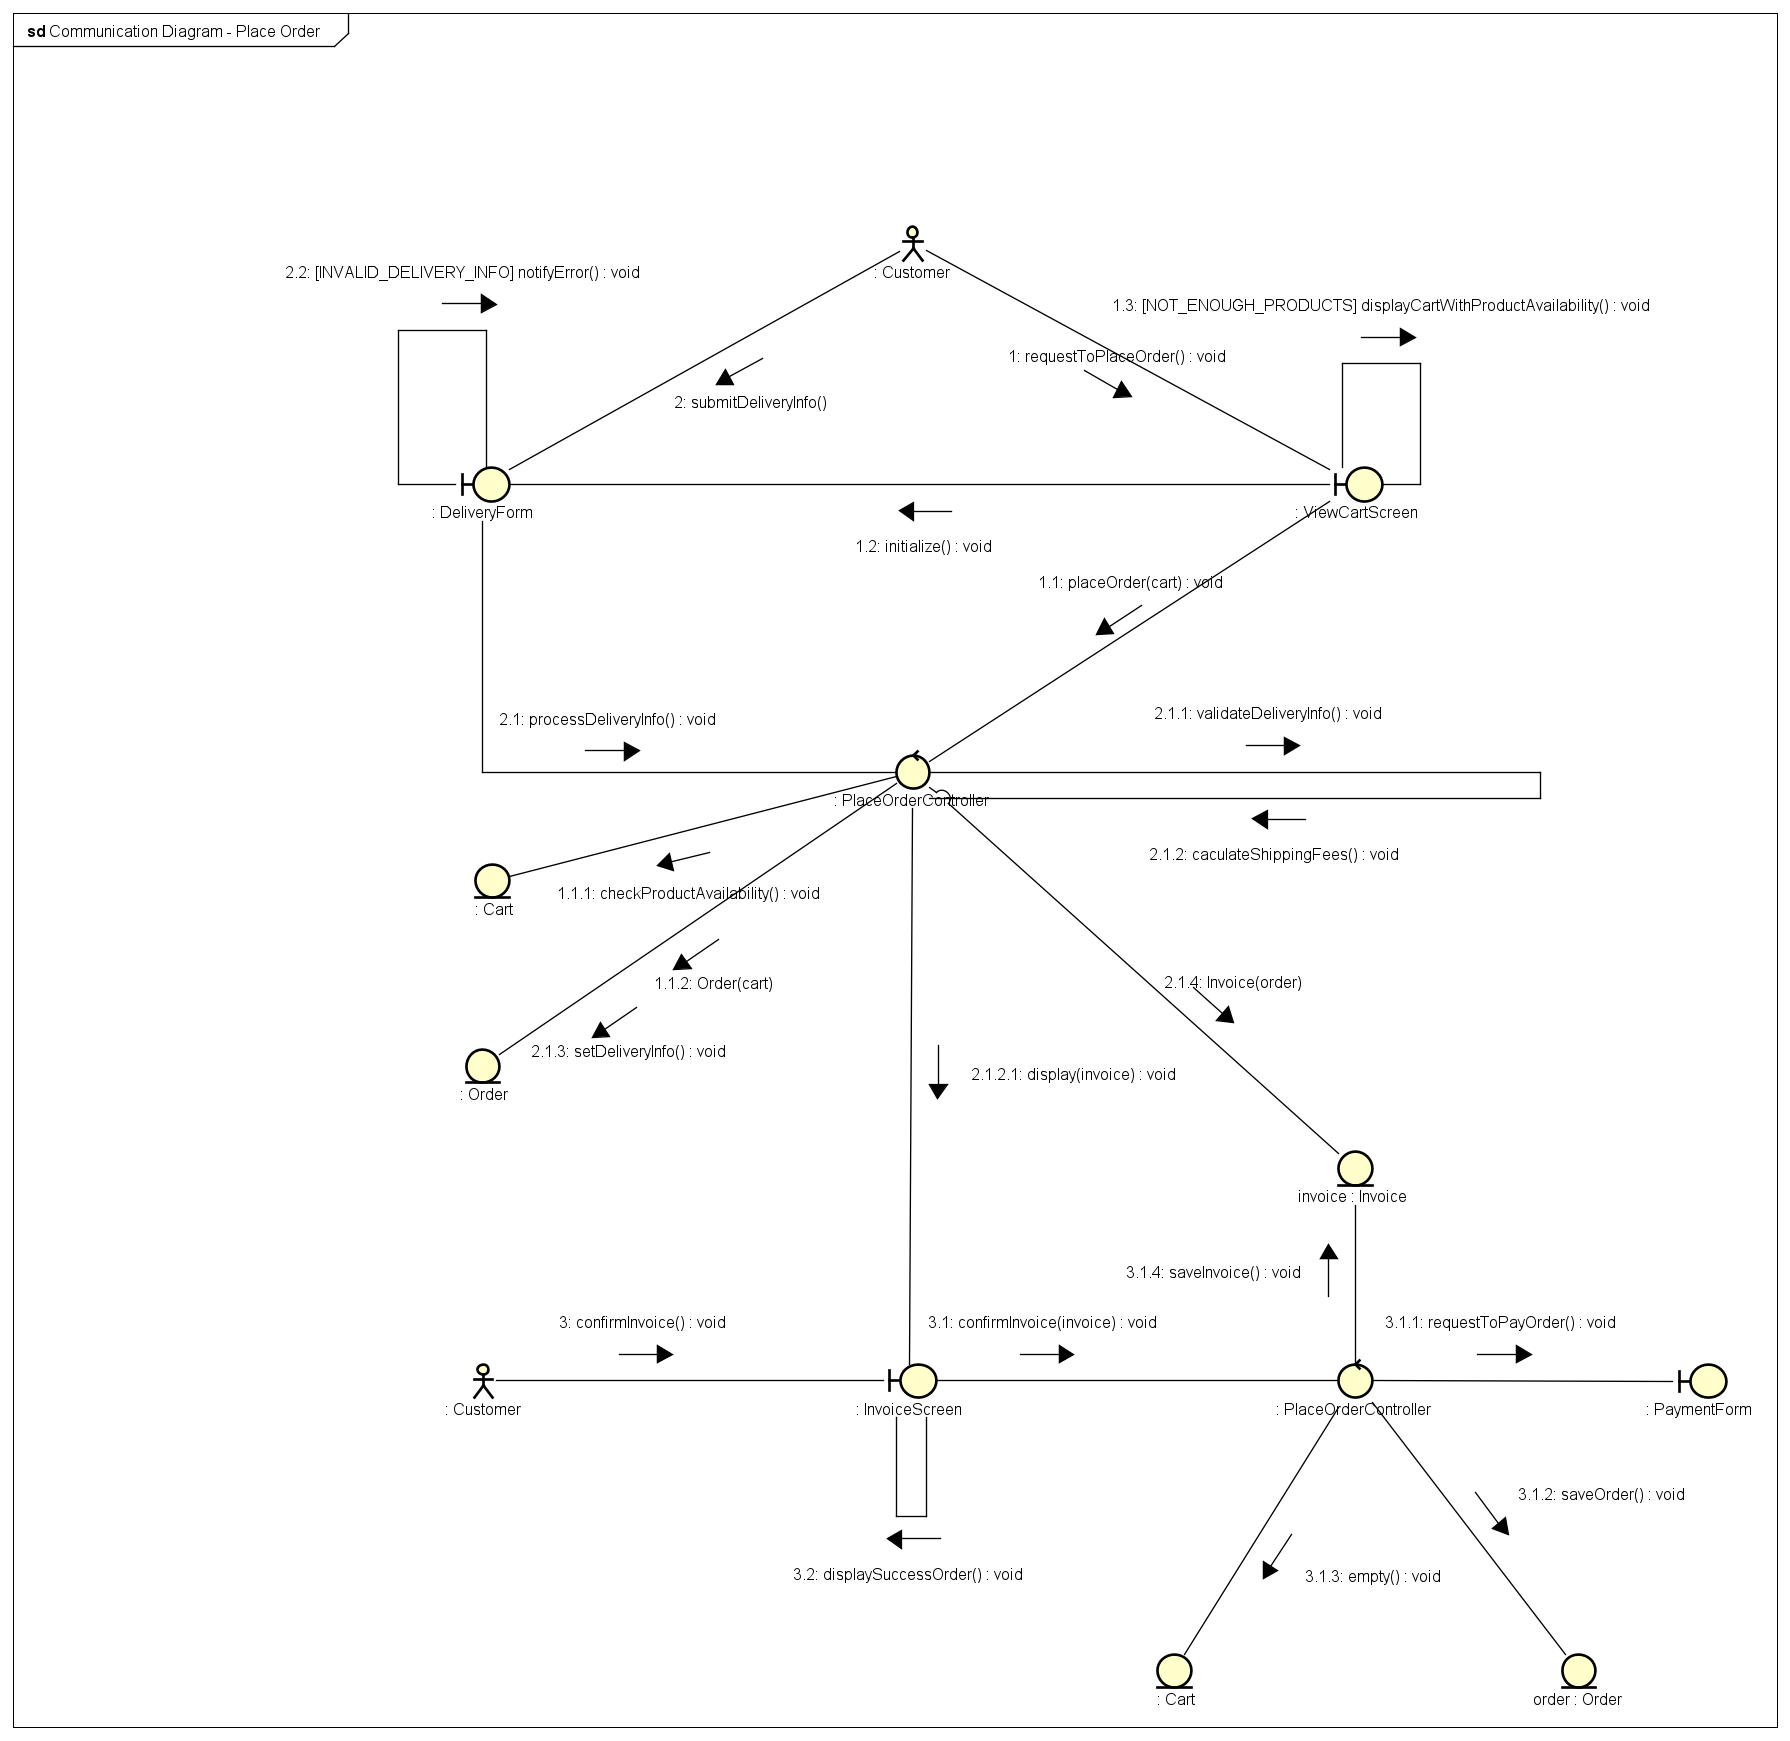 sd Communication Diagram - Place Order
: Customer
2.2: [INVALID_DELIVERY_INFO] notifyError() : void
1.3: [NOT_ENOUGH_PRODUCTS] displayCartWithProductAvailability() : void
1: requestToPlaceOrder() : void
2: submitDeliveryInfo()
: DeliveryForm
: ViewCartScreen
1.2: initialize() : void
1.1: placeOrder(cart) : void
2.1: processDeliveryInfo() : void
2.1.1: validateDeliveryInfo() : void
: PlaceOrderController
2.1.2: caculateShippingFees() : void
1.1.1: checkProductAvailability() : void
: Cart
1.1.2: Order(cart)
2.1.4: Invoice(order)
2.1.3: setDeliveryInfo() : void
2.1.2.1: display(invoice) : void
: Order
invoice : Invoice
3.1.4: saveInvoice() : void
3: confirmInvoice() : void
3.1: confirmInvoice(invoice) : void
3.1.1: requestToPayOrder() : void
: Customer
: InvoiceScreen
: PlaceOrderController
: PaymentForm
3.1.2: saveOrder() : void
3.2: displaySuccessOrder() : void
3.1.3: empty() : void
: Cart
order : Order